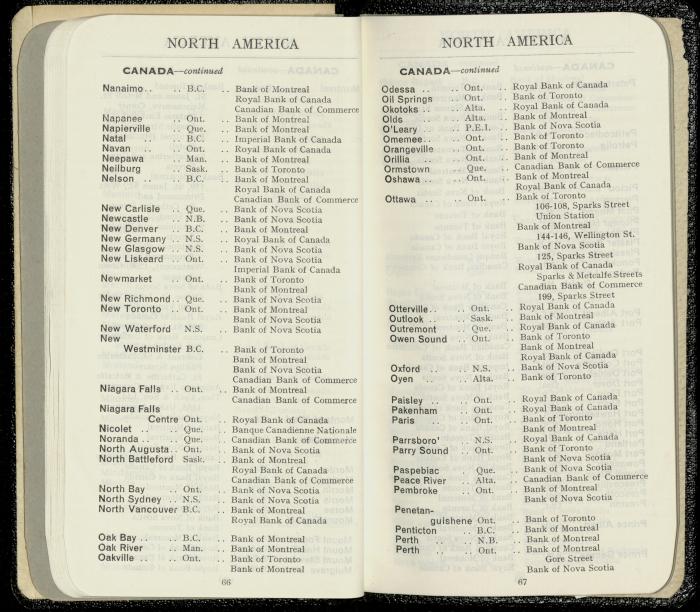 NORTH AMERICA
CANADA—continued
Nanaimo .. .. B.C. .. Bank of Montreal
Royal Bank of Canada
Canadian Bank of Commerce
Napanee .. Ont. .. Bank of Montreal
Napierville .. Que. .. Bank of Montreal
Natal .. .. B.C. .. Imperial Bank of Canada
Navan .. .. Ont. .. Royal Bank of Canada
Neepawa .. Man. .. Bank of Montreal
Neilburg .. Sask. .. Bank of Toronto
Nelson .. .. B.C. .. Bank of Montreal
Royal Bank of Canada
Canadian Bank of Commerce
New Carlisle .. Que. .. Bank of Nova Scotia
Newcastle .. N.B. .. Bank of Nova Scotia
New Denver .. B.C. .. Bank of Montreal
New Germany .. N.S. .. Royal Bank of Canada
New Glasgow .. N.S. .. Bank of Nova Scotia
New Liskeard .. Ont. .. Bank of Nova Scotia
Imperial Bank of Canada
Newmarket .. Ont. .. Bank of Toronto
Bank of Montreal
New Richmond .. Que. .. Bank of Nova Scotia
New Toronto .. Ont. .. Bank of Montreal
Bank of Nova Scotia
New Waterford N.S. .. Bank of Nova Scotia
New
Westminster B.C. .. Bank of Toronto
Bank of Montreal
Bank of Nova Scotia
Canadian Bank of Commerce
Niagara Falls .. Ont. .. Bank of Montreal
Canadian Bank of Commerce
Niagara Falls
Centre Ont. .. Royal Bank of Canada
Nicolet .. .. Que. .. Banque Canadienne Nationale
Noranda .. .. Que. .. Canadian Bank of Commerce
North Augusta .. Ont. .. Bank of Nova Scotia
North Battleford Sask. .. Bank of Montreal
Royal Bank of Canada
Canadian Bank of Commerce
North Bay .. Ont. .. Bank of Nova Scotia
North Sydney .. N.S. .. Bank of Nova Scotia
North Vancouver B.C. .. Bank of Montreal
Royal Bank of Canada
Oak Bay .. .. B.C. .. Bank of Montreal
Oak River .. Man. .. Bank of Montreal
Oakville .. .. Ont. .. Bank of Toronto
Bank of Montreal
66
NORTH AMERICA
CANADA—continued
Odessa .. .. Ont. .. Royal Bank of Canada
Oil Springs .. Ont. .. Bank of Toronto
Okotoks .. .. Alta. .. Royal Bank of Canada
Olds .. .. Alta. .. Bank of Montreal
O'Leary .. .. P.E.I. .. Bank of Nova Scotia
Omemee .. .. Ont. .. Bank of Toronto
Orangeville .. Ont. .. Bank of Toronto
Orillia .. .. Ont. .. Bank of Montreal
Ormstown .. Que. .. Canadian Bank of Commerce
Oshawa .. .. Ont. .. Bank of Montreal
Royal Bank of Canada
Ottawa .. .. Ont. .. Bank of Toronto
106-108, Sparks Street
Union Station
Bank of Montreal
144-146, Wellington St.
Bank of Nova Scotia
125, Sparks Street
Royal Bank of Canada
Sparks & Metcalfe Streets
Canadian Bank of Commerce
199, Sparks Street
Otterville .. .. Ont. .. Royal Bank of Canada
Outlook .. .. Sask. .. Bank of Montreal
Outremont .. Que. .. Royal Bank of Canada
Owen Sound .. Ont. .. Bank of Toronto
Bank of Montreal
Royal Bank of Canada
Oxford .. .. N.S. .. Bank of Nova Scotia
Oyen .. .. Alta. .. Bank of Toronto
Paisley .. .. Ont. .. Royal Bank of Canada
Pakenham .. Ont. .. Royal Bank of Canada
Paris .. .. Ont. .. Bank of Toronto
Bank of Montreal
Parrsboro' .. N.S. .. Royal Bank of Canada
Parry Sound .. Ont. .. Bank of Toronto
Bank of Nova Scotia
Paspebiac .. Que. .. Bank of Nova Scotia
Peace River .. Alta. .. Canadian Bank of Commerce
Pembroke .. Ont. .. Bank of Montreal
Bank of Nova Scotia
Penetan-
guishene Ont. .. Bank of Toronto
Penticton .. B.C. .. Bank of Montreal
Perth .. .. N.B. .. Bank of Montreal
Perth .. .. Ont. .. Bank of Montreal
Gore Street
Bank of Nova Scotia
67